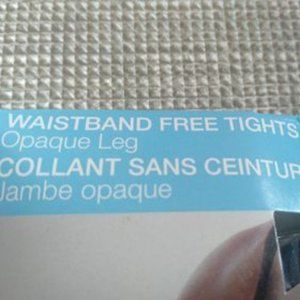 WAISTBAND FREE TIGHTS
Opaque Leg
COLLANT SANS CEINTUR
Jambe opaque